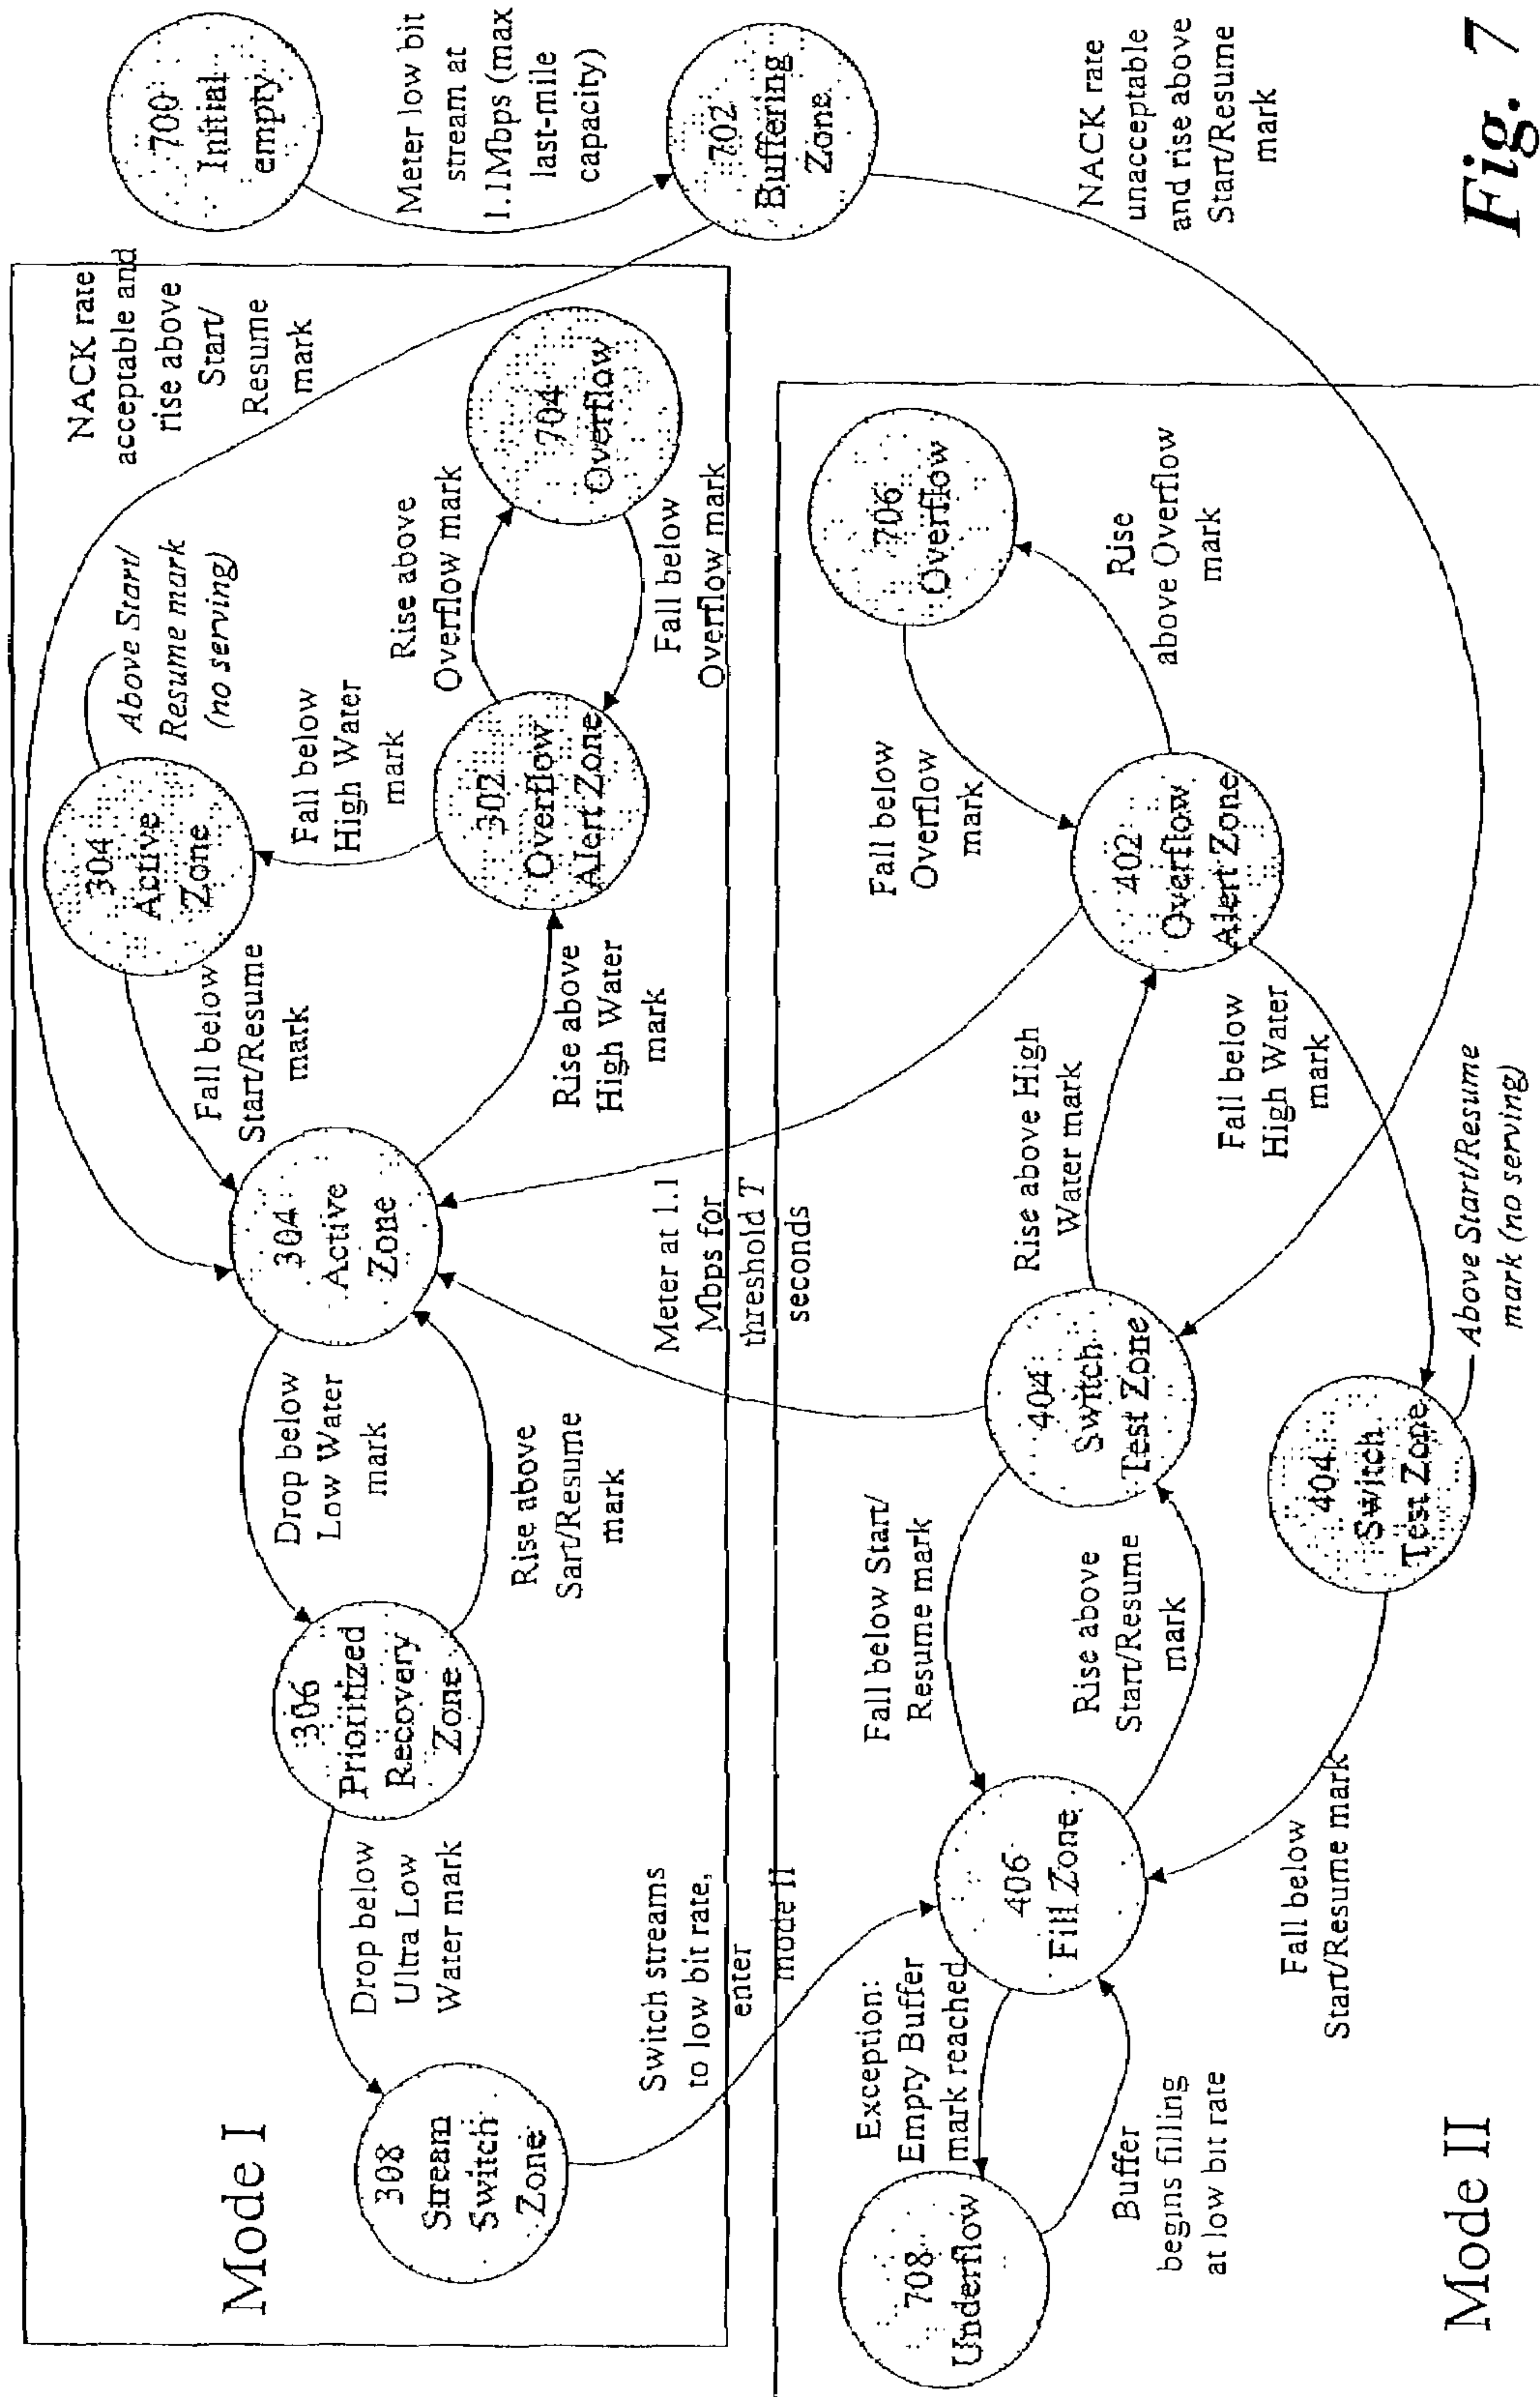 Mode I
308
Stream
Switch
Zone
Drop below
Ultra Low
Water mark
306
Prioritized
Recovery
Zone
Drop below
Low Water
mark
Rise above
Sart/Resume
mark
304
Active
Zone
Fall below
Start/Resume
mark
304
Active
Zone
Above Start/
Resume mark
(no serving)
Rise above
High Water
mark
Fall below
High Water
mark
302
Overflow
Alert Zone
Rise above
Overflow mark
Fall below
Overflow mark
704
Overflow
NACK rate
acceptable and
rise above
Start/
Resume
mark
700
Initial
empty
Meter low bit
stream at
1.1Mbps (max
last-mile
capacity)
702
Buffering
Zone
NACK rate
unacceptable
and rise above
Start/Resume
mark
Switch streams
to low bit rate,
enter
mode II
Meter at 1.1
Mbps for
threshold T
seconds
Mode II
708
Underflow
Exception:
Empty Buffer
mark reached
Buffer
begins filling
at low bit rate
406
Fill Zone
Fall below Start/
Resume mark
Rise above
Start/Resume
mark
Fall below
Start/Resume mark
404
Switch
Test Zone
404
Switch
Test Zone
Above Start/Resume
mark (no serving)
Rise above High
Water mark
Fall below
High Water
mark
402
Overflow
Alert Zone
Fall below
Overflow
mark
Rise
above Overflow
mark
706
Overflow
Fig. 7